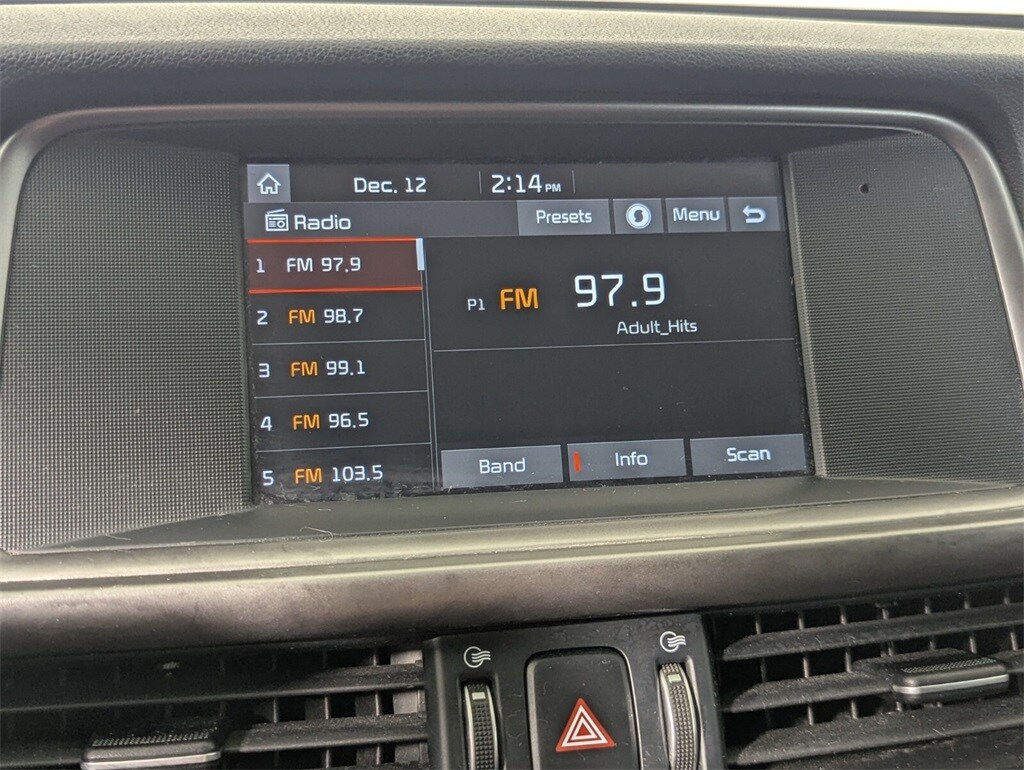 Dec. 12 2:14 PM
Radio Presets Menu
1 FM 97.9
2 FM 98.7
3 FM 99.1
4 FM 96.5
5 FM 103.5
P1 FM 97.9
Adult_Hits
Band Info Scan